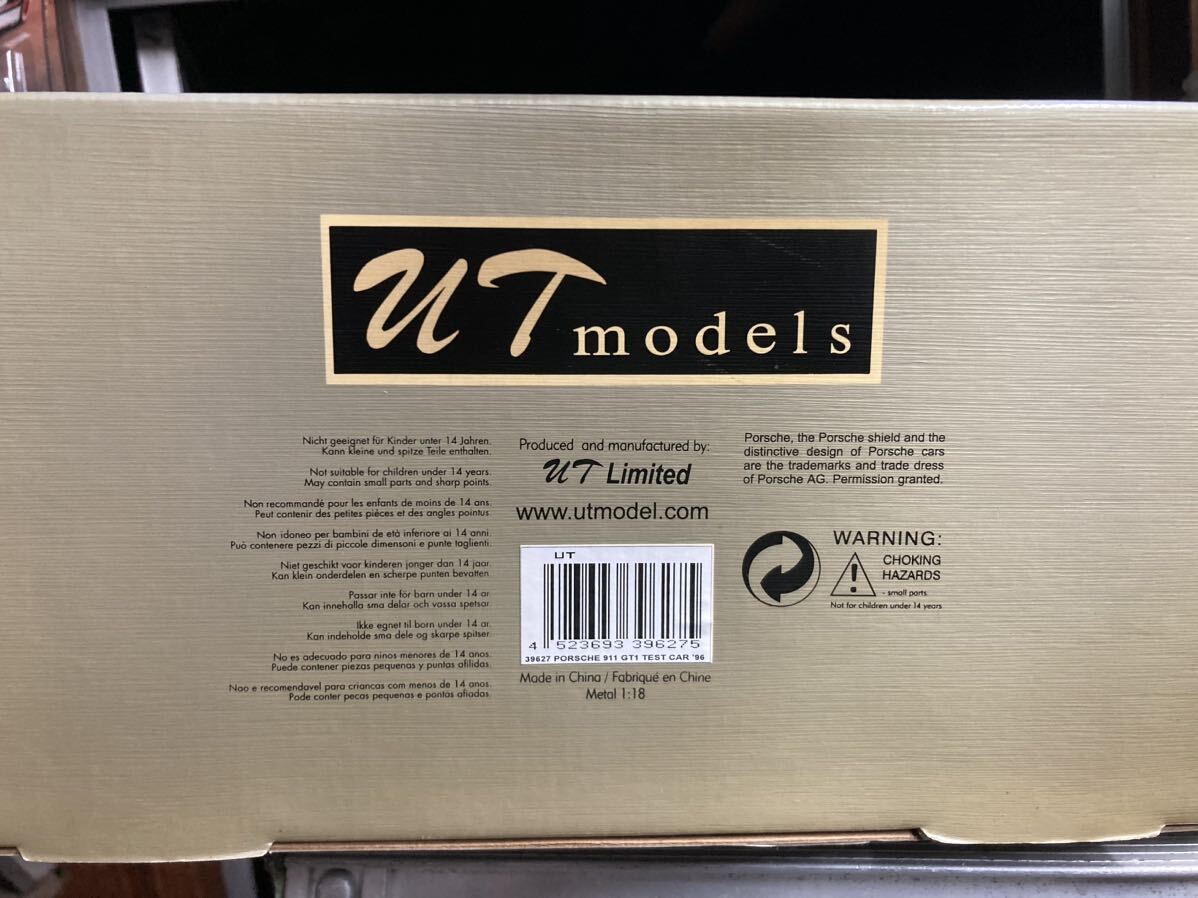 UT models
Nicht geeignet für Kinder unter 14 Jahren.
Kann kleine und spitze Teile enthalten.
Not suitable for children under 14 years.
May contain small parts and sharp points.
Non recommandé pour les enfants de moins de 14 ans.
Peut contenir des petites pièces et des angles pointus.
Non idoneo per bambini de età inferiore ai 14 anni.
Può contenere pezzi di piccole dimensoni e punte taglienti.
Niet geschikt voor kinderen jonger dan 14 jaar.
Kan klein onderdelen en scherpe punten bevatten.
Passar inte för barn under 14 ar.
Kan innehalla sma delar och vassa spetsar.
Ikke egnet til born under 14 ar.
Kan indeholde sma dele og skarpe spitser.
No es adecuado para ninos menores de 14 anos.
Puede contener piezas pequenas y puntas afilidas.
Nao e recomendavel para criancas com menos de 14 anos.
Pode conter pecas pequenas e pontas afiadas.
Produced and manufactured by:
UT Limited
www.utmodel.com
UT
4 523693 396275
39627 PORSCHE 911 GT1 TEST CAR '96
Made in China / Fabriqué en Chine
Metal 1:18
Porsche, the Porsche shield and the
distinctive design of Porsche cars
are the trademarks and trade dress
of Porsche AG. Permission granted.
WARNING:
CHOKING
HAZARDS
- small parts.
Not for children under 14 years